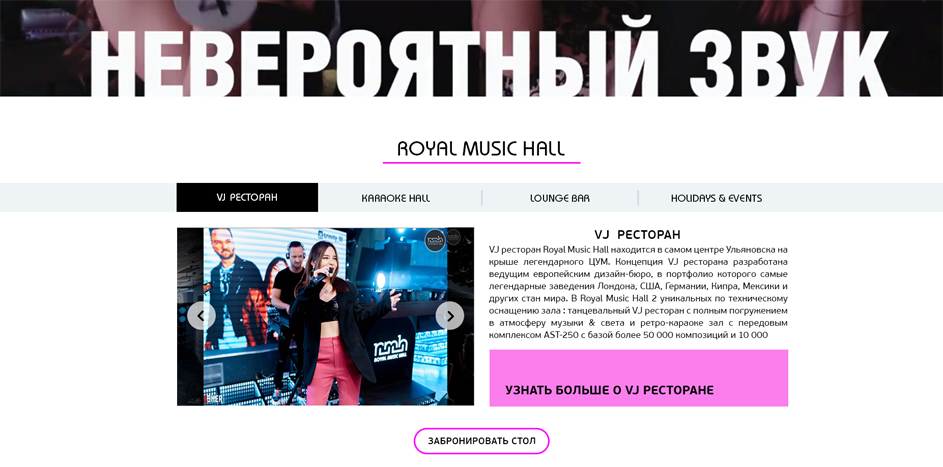 НЕВЕРОЯТНЫЙ ЗВУК
ROYAL MUSIC HALL
VJ РЕСТОРАН
KARAOKE HALL
LOUNGE BAR
HOLIDAYS & EVENTS
VJ РЕСТОРАН
VJ ресторан Royal Music Hall находится в самом центре Ульяновска на
крыше легендарного ЦУМ. Концепция VJ ресторана разработана
ведущим европейским дизайн-бюро, в портфолио которого самые
легендарные заведения Лондона, США, Германии, Кипра, Мексики и
других стан мира. В Royal Music Hall 2 уникальных по техническому
оснащению зала : танцевальный VJ ресторан с полным погружением
в атмосферу музыки & света и ретро-караоке зал с передовым
комплексом AST-250 с базой более 50 000 композиций и 10 000
rmh
ROYAL MUSIC HALL
УЗНАТЬ БОЛЬШЕ О VJ РЕСТОРАНЕ
ЗАБРОНИРОВАТЬ СТОЛ